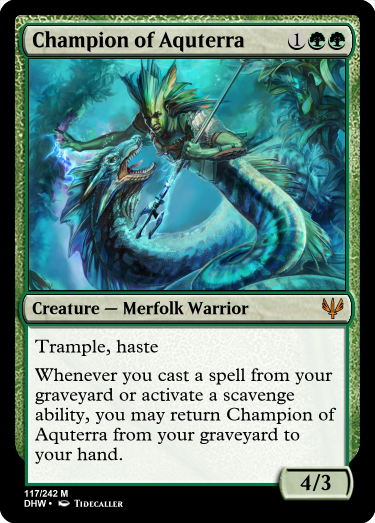 Champion of Aquterra 1
Creature — Merfolk Warrior
Trample, haste
Whenever you cast a spell from your
graveyard or activate a scavenge
ability, you may return Champion of
Aquterra from your graveyard to
your hand.
4/3
117/242 M
DHW • Tidecaller